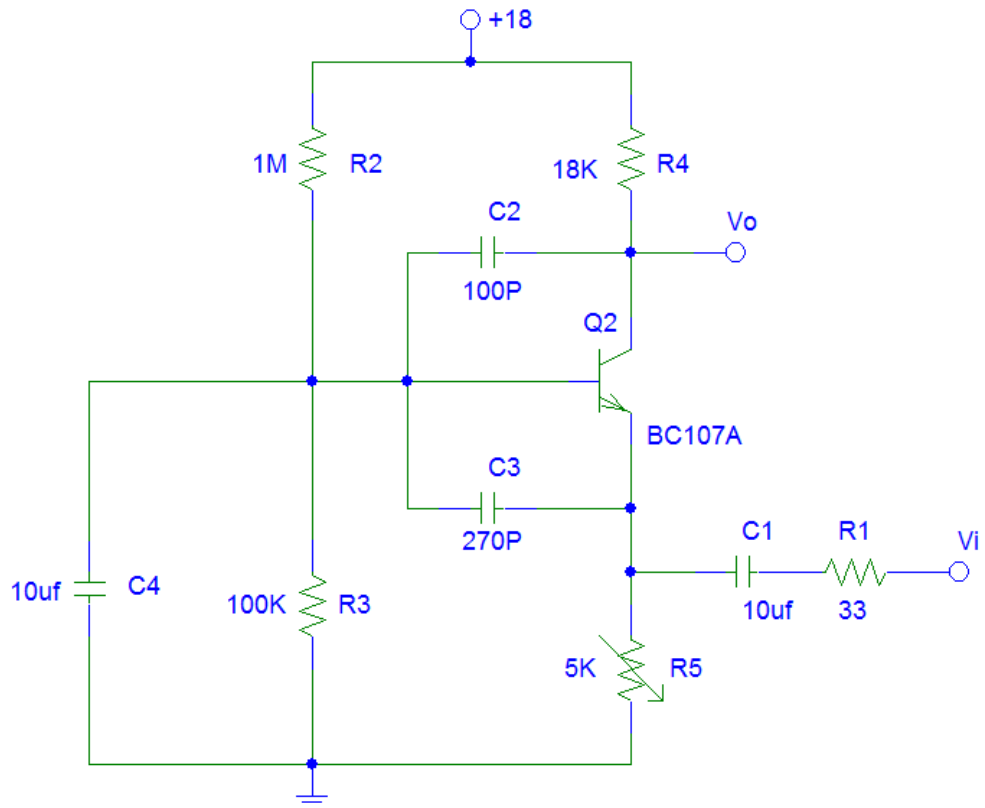 +18
1M R2
18K R4
C2
100P
Vo
Q2
BC107A
C3
270P
C1 R1 Vi
10uf 33
10uf C4
100K R3
5K R5